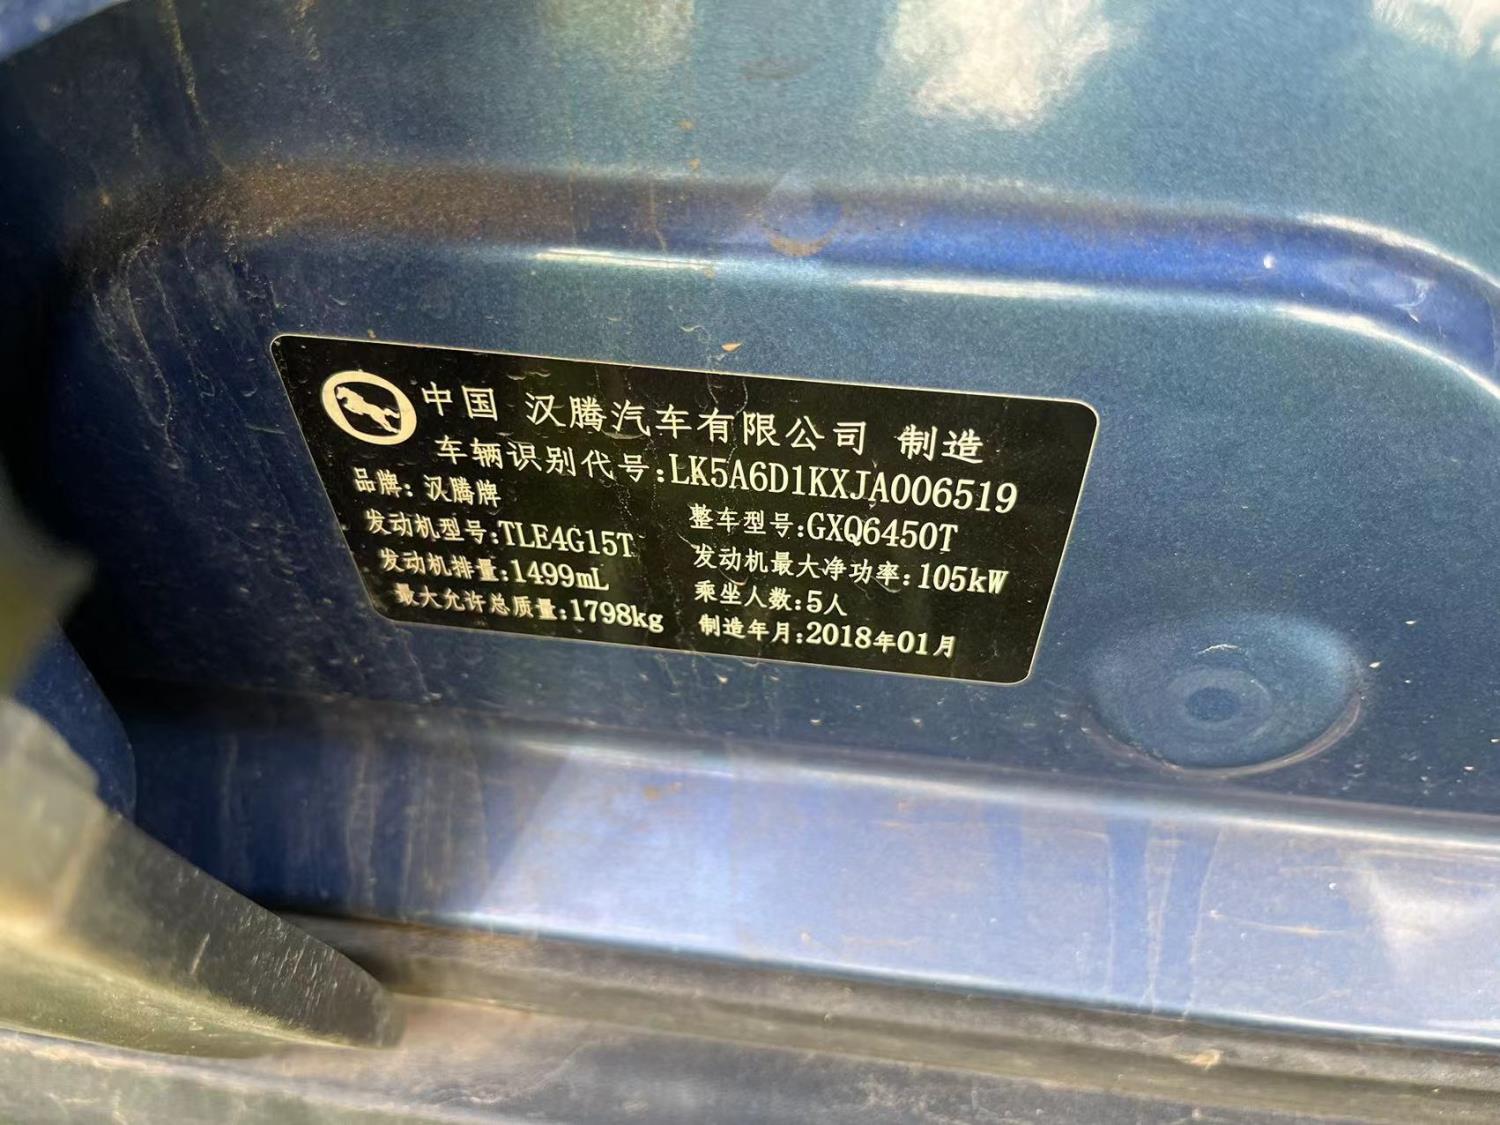 中国 汉腾汽车有限公司 制造
车辆识别代号:LK5A6D1KXJA006519
品牌: 汉腾牌
整车型号:GXQ6450T
发动机型号:TLE4G15T
发动机最大净功率:105kW
发动机排量:1499mL
乘坐人数:5人
最大允许总质量:1798kg
制造年月:2018年01月